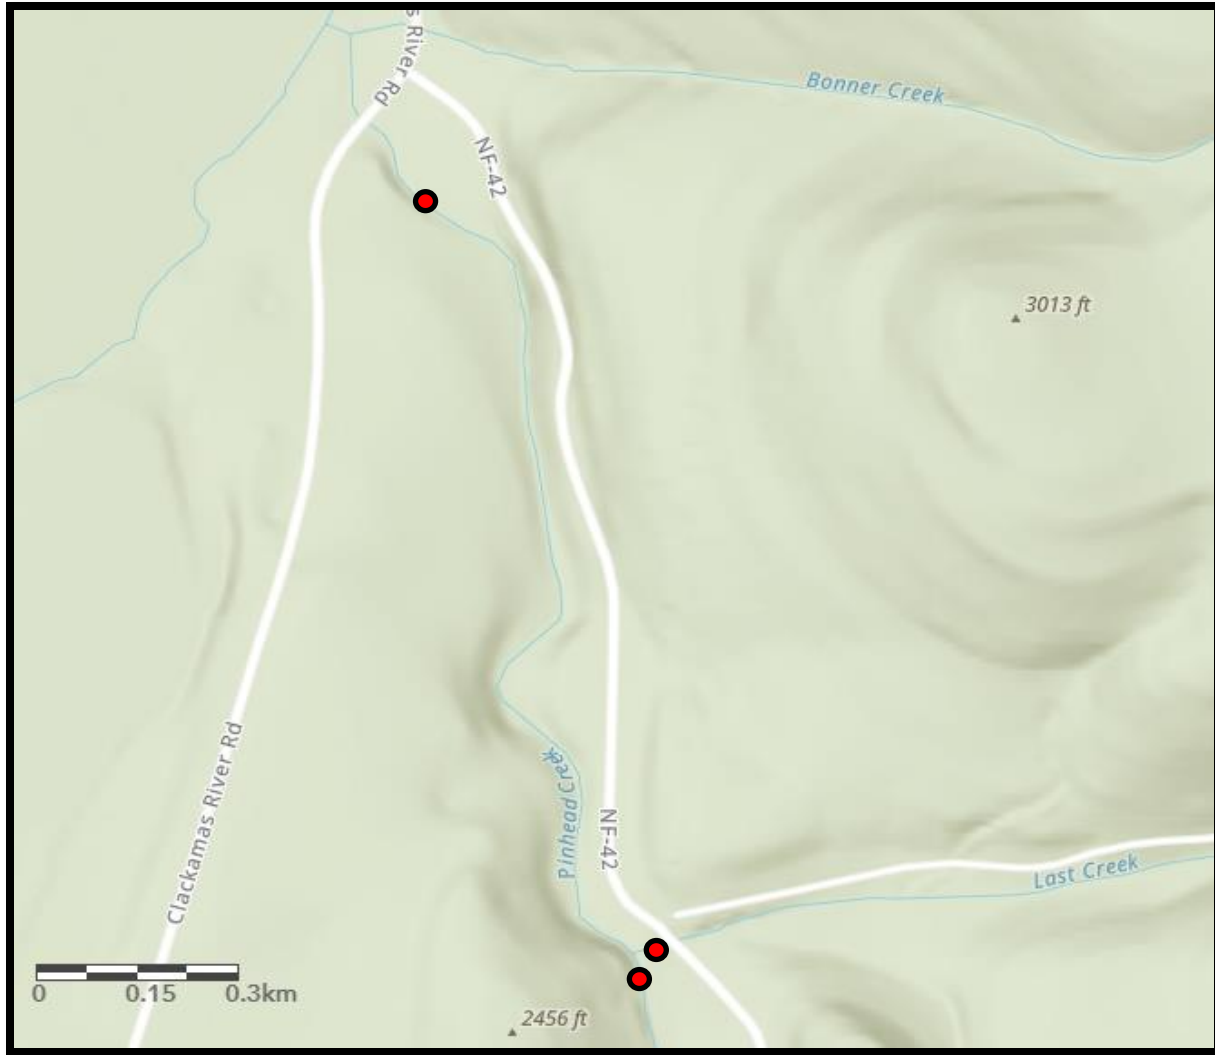 s River Rd
Bonner Creek
NF-42
3013 ft
Clackamas River Rd
Pinhead Creek
NF-42
Last Creek
0 0.15 0.3km
2456 ft